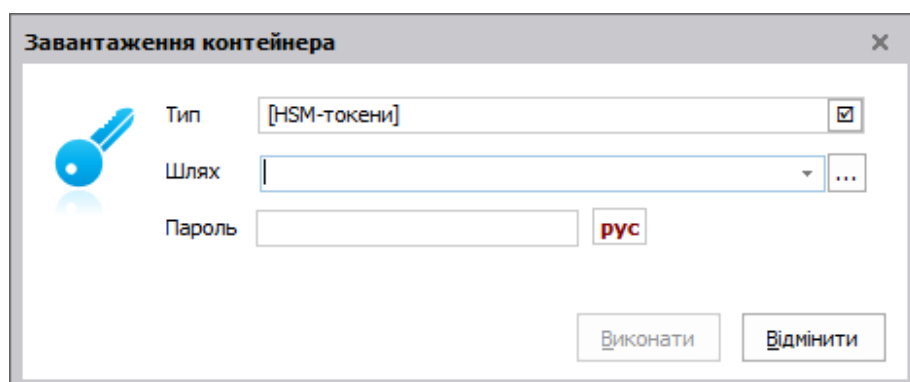 Завантаження контейнера
Тип [HSM-токени]
Шлях ...
Пароль рус
Виконати Відмінити